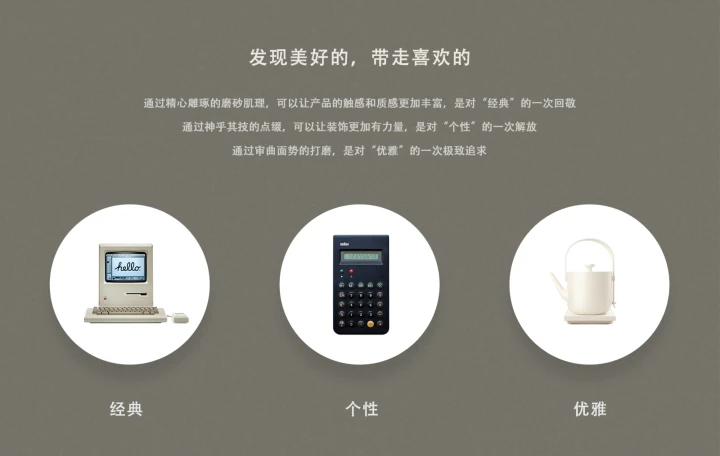 发现美好的，带走喜欢的
通过精心雕琢的磨砂肌理，可以让产品的触感和质感更加丰富，是对“经典”的一次回敬
通过神乎其技的点缀，可以让装饰更加有力量，是对“个性”的一次解放
通过审曲面势的打磨，是对“优雅”的一次极致追求
hello
经典
个性
优雅